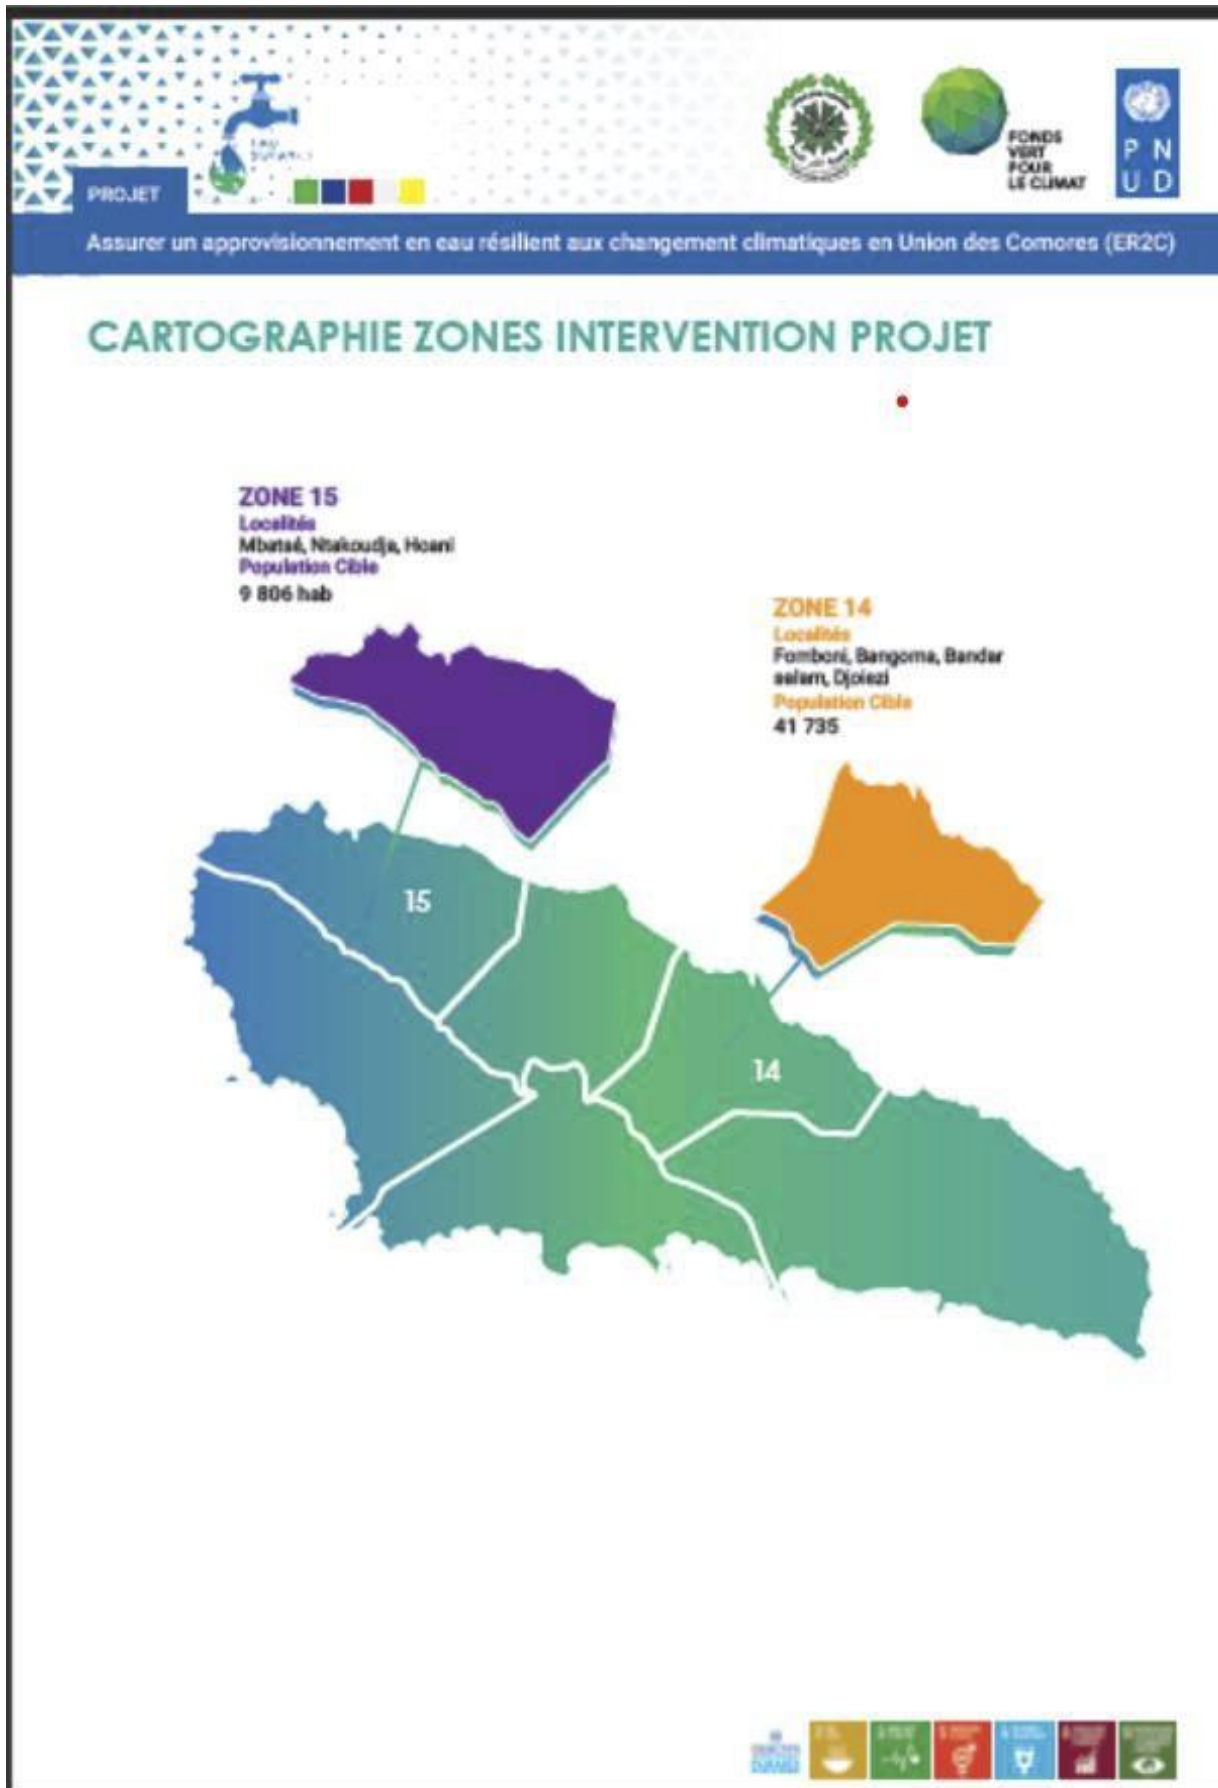 PROJET
FONDS
VERT
POUR
LE CLIMAT
P N
U D
Assurer un approvisionnement en eau résilient aux changement climatiques en Union des Comores (ER2C)
CARTOGRAPHIE ZONES INTERVENTION PROJET
ZONE 15
Localités
Mbatsé, Ntakoudja, Hoani
Population Cible
9 806 hab
ZONE 14
Localités
Fomboni, Bangoma, Bandar
salam, Djoiezi
Population Cible
41 735
15
14